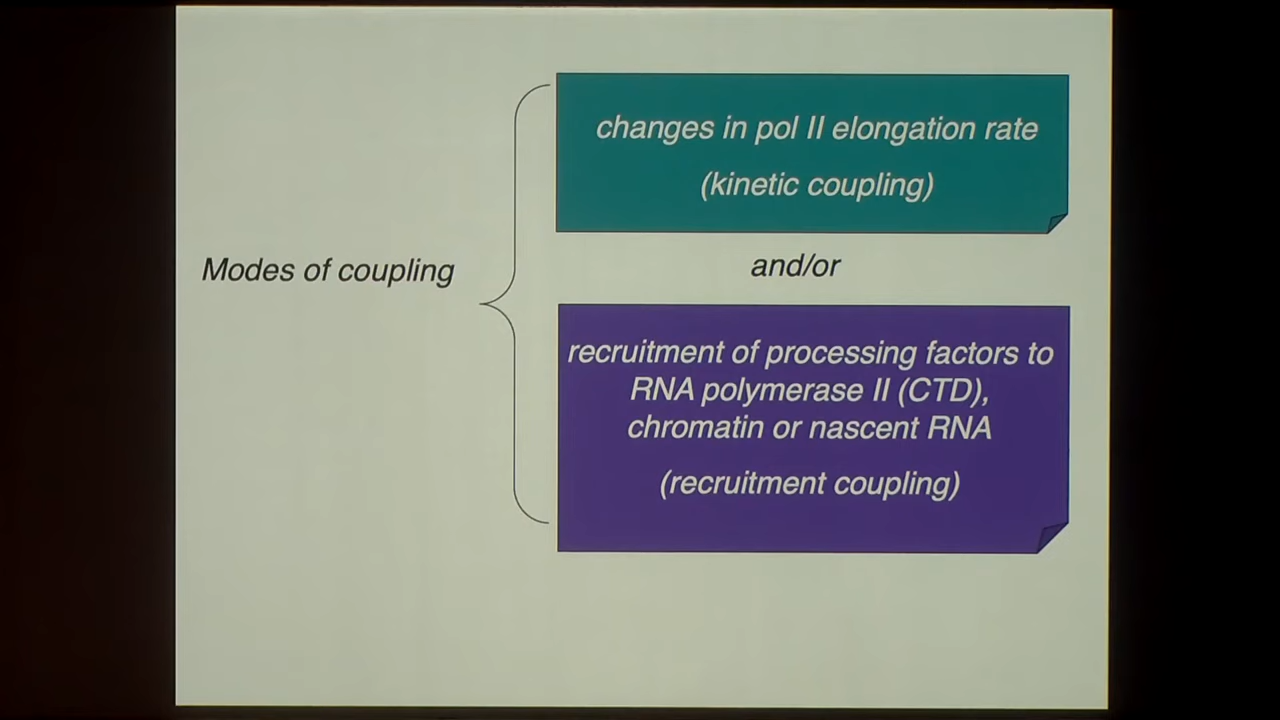 Modes of coupling
changes in pol II elongation rate
(kinetic coupling)
and/or
recruitment of processing factors to
RNA polymerase II (CTD),
chromatin or nascent RNA
(recruitment coupling)